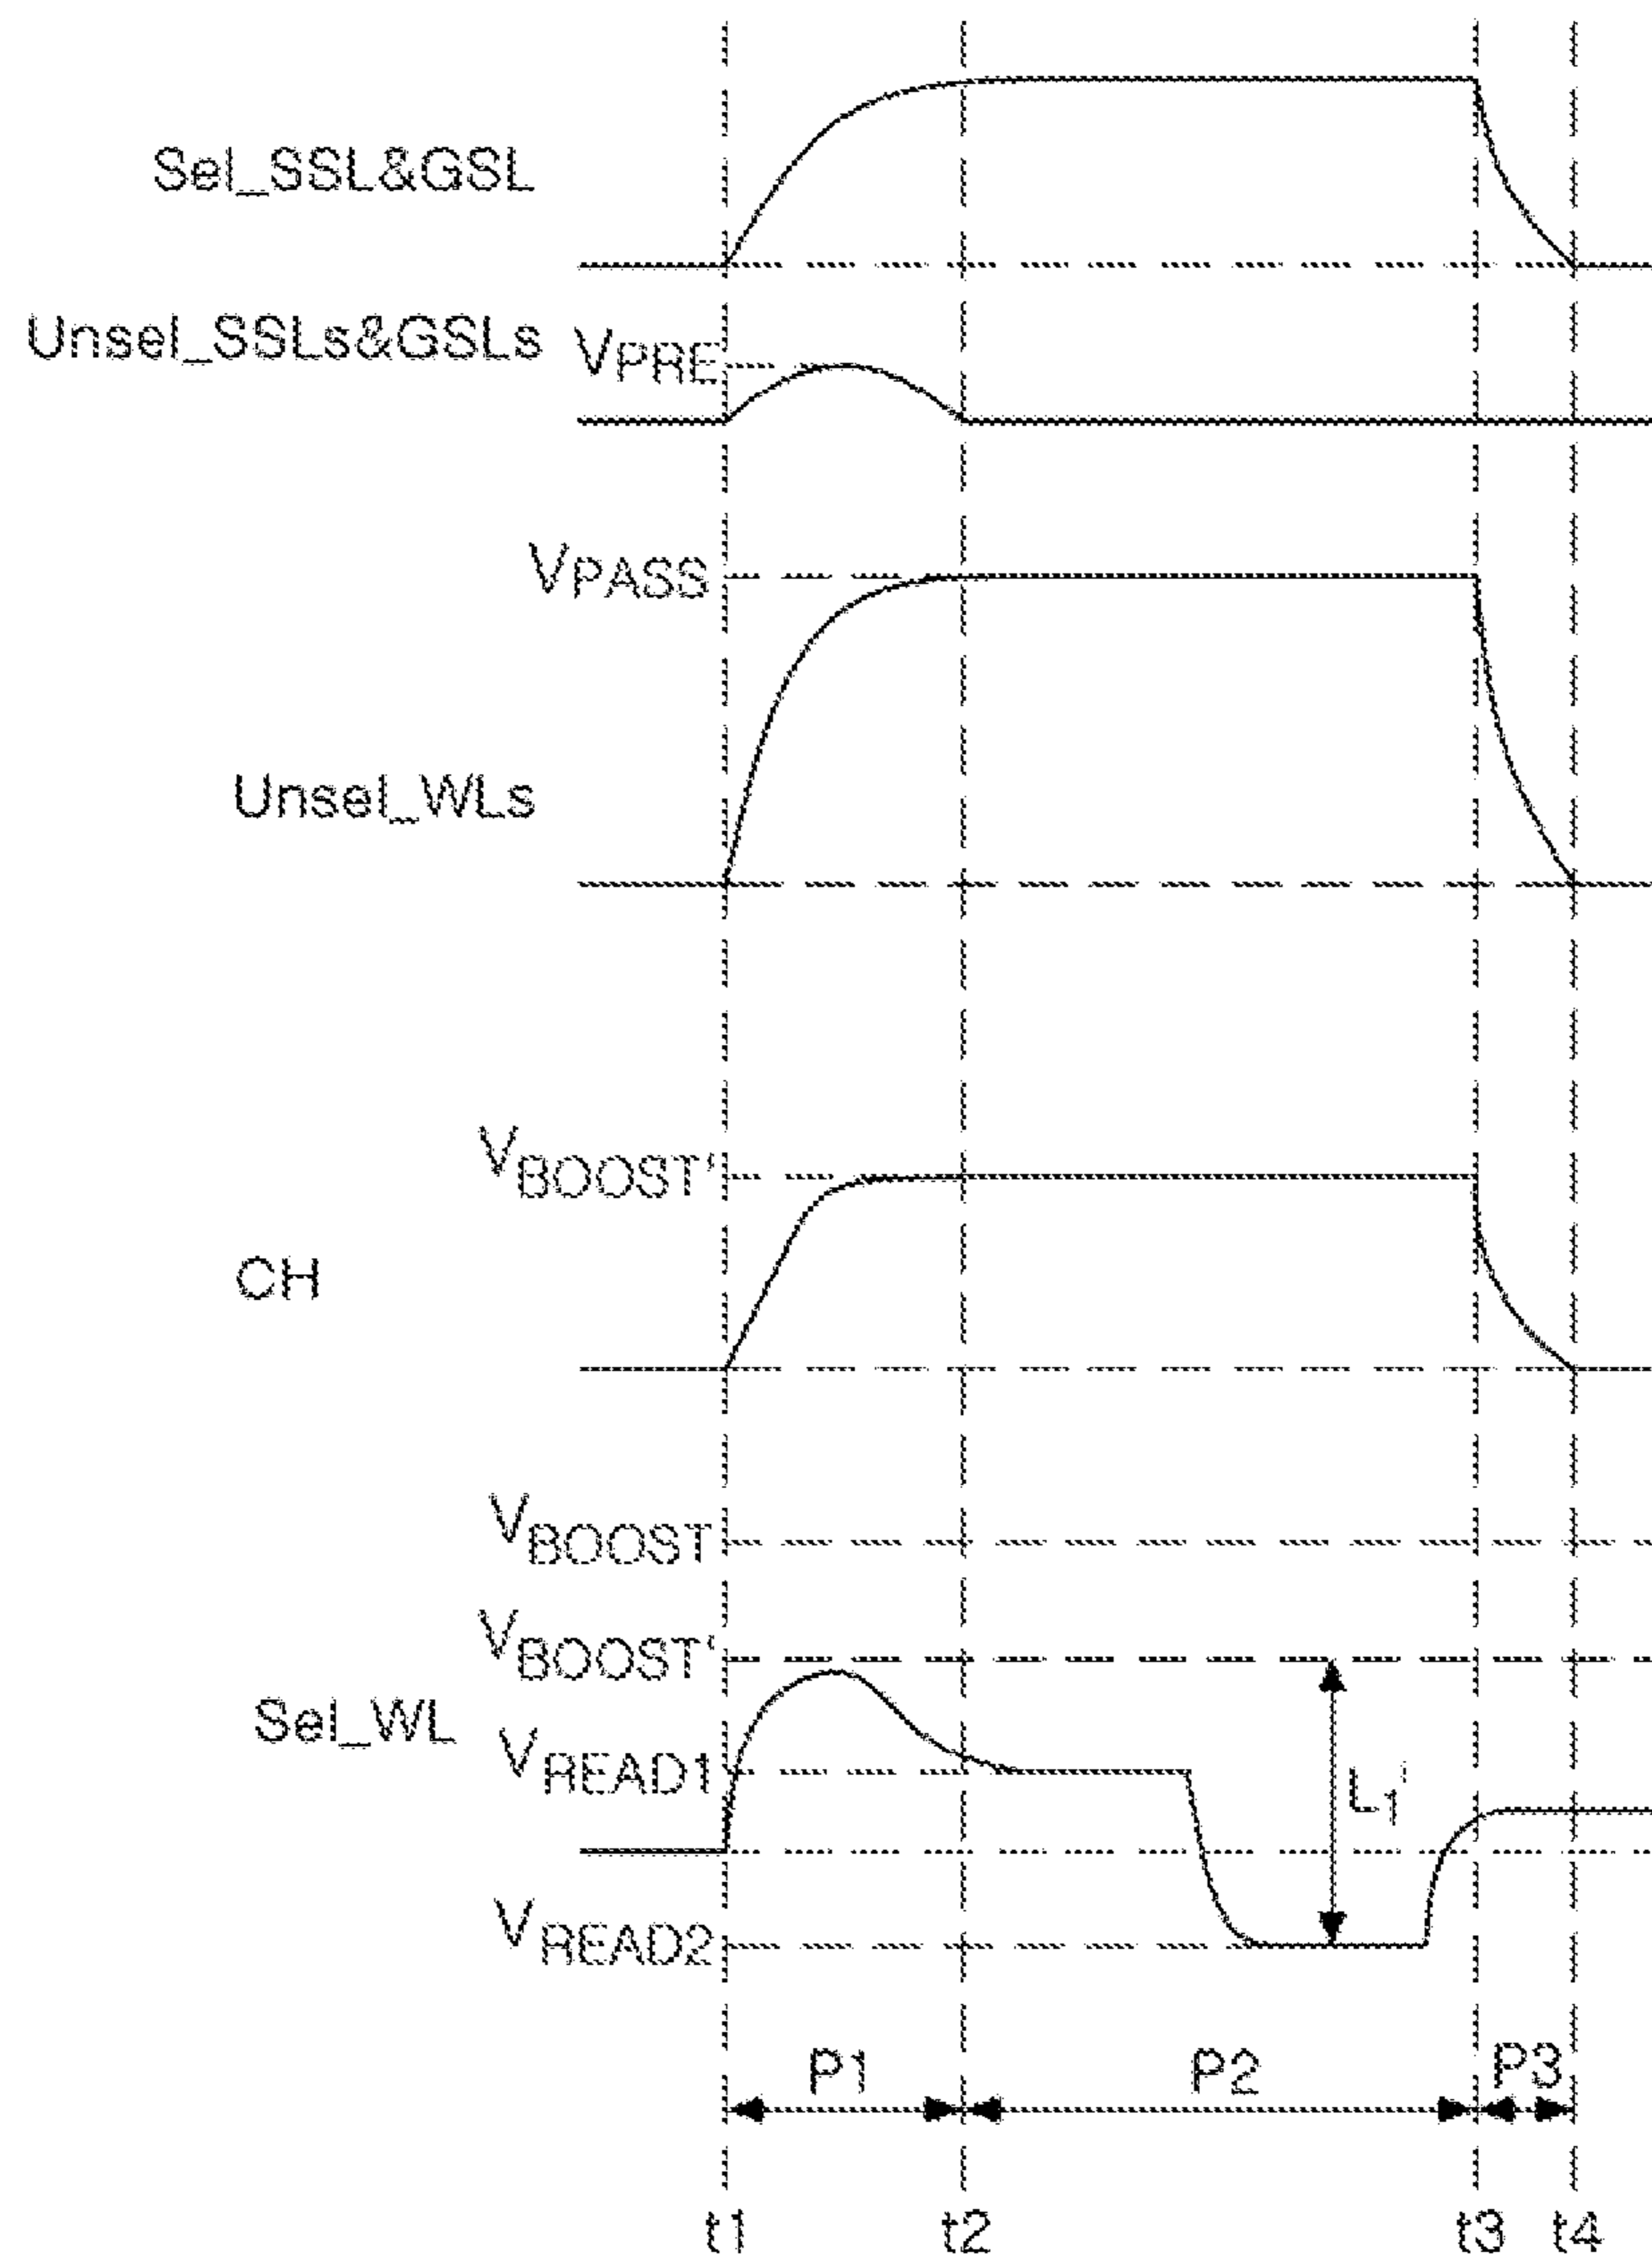 Sel_SSL&GSL
Unsel_SSLs&GSLs VPRE
VPASS
Unsel_WLs
VBOOST'
CH
VBOOST
VBOOST'
Sel_WL
VREAD1
L1'
VREAD2
P1 P2 P3
t1 t2 t3 t4